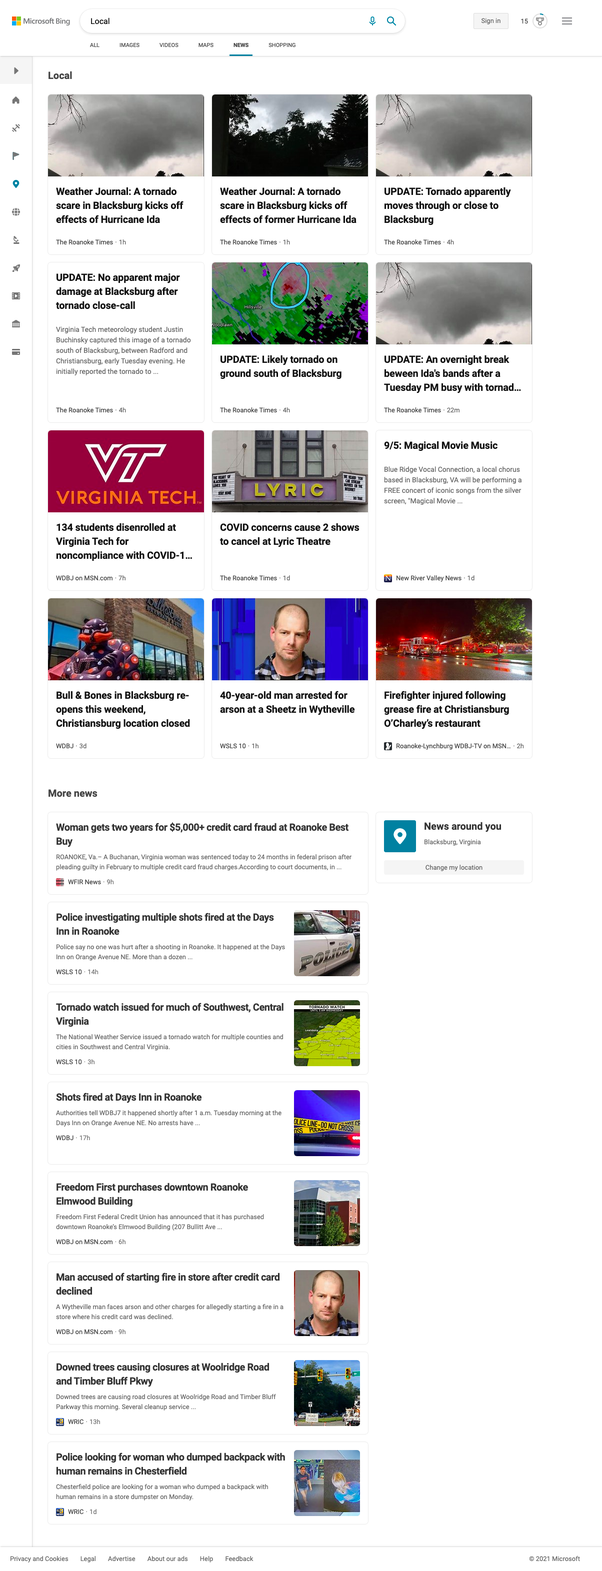 Microsoft Bing
Local
Sign in
15
ALL IMAGES VIDEOS MAPS NEWS SHOPPING
Local
Weather Journal: A tornado
scare in Blacksburg kicks off
effects of Hurricane Ida
The Roanoke Times · 1h
Weather Journal: A tornado
scare in Blacksburg kicks off
effects of former Hurricane Ida
The Roanoke Times · 1h
UPDATE: Tornado apparently
moves through or close to
Blacksburg
The Roanoke Times · 4h
UPDATE: No apparent major
damage at Blacksburg after
tornado close-call
Virginia Tech meteorology student Justin
Buchinsky captured this image of a tornado
south of Blacksburg, between Radford and
Christiansburg, early Tuesday evening. He
initially reported the tornado to ...
The Roanoke Times · 4h
UPDATE: Likely tornado on
ground south of Blacksburg
The Roanoke Times · 4h
UPDATE: An overnight break
beween Ida's bands after a
Tuesday PM busy with tornad...
The Roanoke Times · 22m
VT
VIRGINIA TECH
134 students disenrolled at
Virginia Tech for
noncompliance with COVID-1...
WDBJ on MSN.com · 7h
LYRIC
COVID concerns cause 2 shows
to cancel at Lyric Theatre
The Roanoke Times · 1d
9/5: Magical Movie Music
Blue Ridge Vocal Connection, a local chorus
based in Blacksburg, VA will be performing a
FREE concert of iconic songs from the silver
screen, "Magical Movie ...
New River Valley News · 1d
Bull & Bones in Blacksburg re-
opens this weekend,
Christiansburg location closed
WDBJ · 3d
40-year-old man arrested for
arson at a Sheetz in Wytheville
WSLS 10 · 1h
Firefighter injured following
grease fire at Christiansburg
O'Charley's restaurant
Roanoke-Lynchburg WDBJ-TV on MSN... · 2h
More news
Woman gets two years for $5,000+ credit card fraud at Roanoke Best
Buy
ROANOKE, Va.– A Buchanan, Virginia woman was sentenced today to 24 months in federal prison after
pleading guilty in February to multiple credit card fraud charges.According to court documents, in ...
WFIR News · 9h
News around you
Blacksburg, Virginia
Change my location
Police investigating multiple shots fired at the Days
Inn in Roanoke
Police say no one was hurt after a shooting in Roanoke. It happened at the Days
Inn on Orange Avenue NE. More than a dozen ...
WSLS 10 · 14h
POLICE
Tornado watch issued for much of Southwest, Central
Virginia
The National Weather Service issued a tornado watch for multiple counties and
cities in Southwest and Central Virginia.
WSLS 10 · 3h
TORNADO WATCH
Shots fired at Days Inn in Roanoke
Authorities tell WDBJ7 it happened shortly after 1 a.m. Tuesday morning at the
Days Inn on Orange Avenue NE. No arrests have ...
WDBJ · 17h
POLICE LINE-DO NOT CROSS
Freedom First purchases downtown Roanoke
Elmwood Building
Freedom First Federal Credit Union has announced that it has purchased
downtown Roanoke's Elmwood Building (207 Bullitt Ave ...
WDBJ on MSN.com · 6h
Man accused of starting fire in store after credit card
declined
A Wytheville man faces arson and other charges for allegedly starting a fire in a
store where his credit card was declined.
WDBJ on MSN.com · 9h
Downed trees causing closures at Woolridge Road
and Timber Bluff Pkwy
Downed trees are causing road closures at Woolridge Road and Timber Bluff
Parkway this morning. Several cleanup service ...
WRIC · 13h
Police looking for woman who dumped backpack with
human remains in Chesterfield
Chesterfield police are looking for a woman who dumped a backpack with
human remains in a store dumpster on Monday.
WRIC · 1d
Privacy and Cookies Legal Advertise About our ads Help Feedback
© 2021 Microsoft